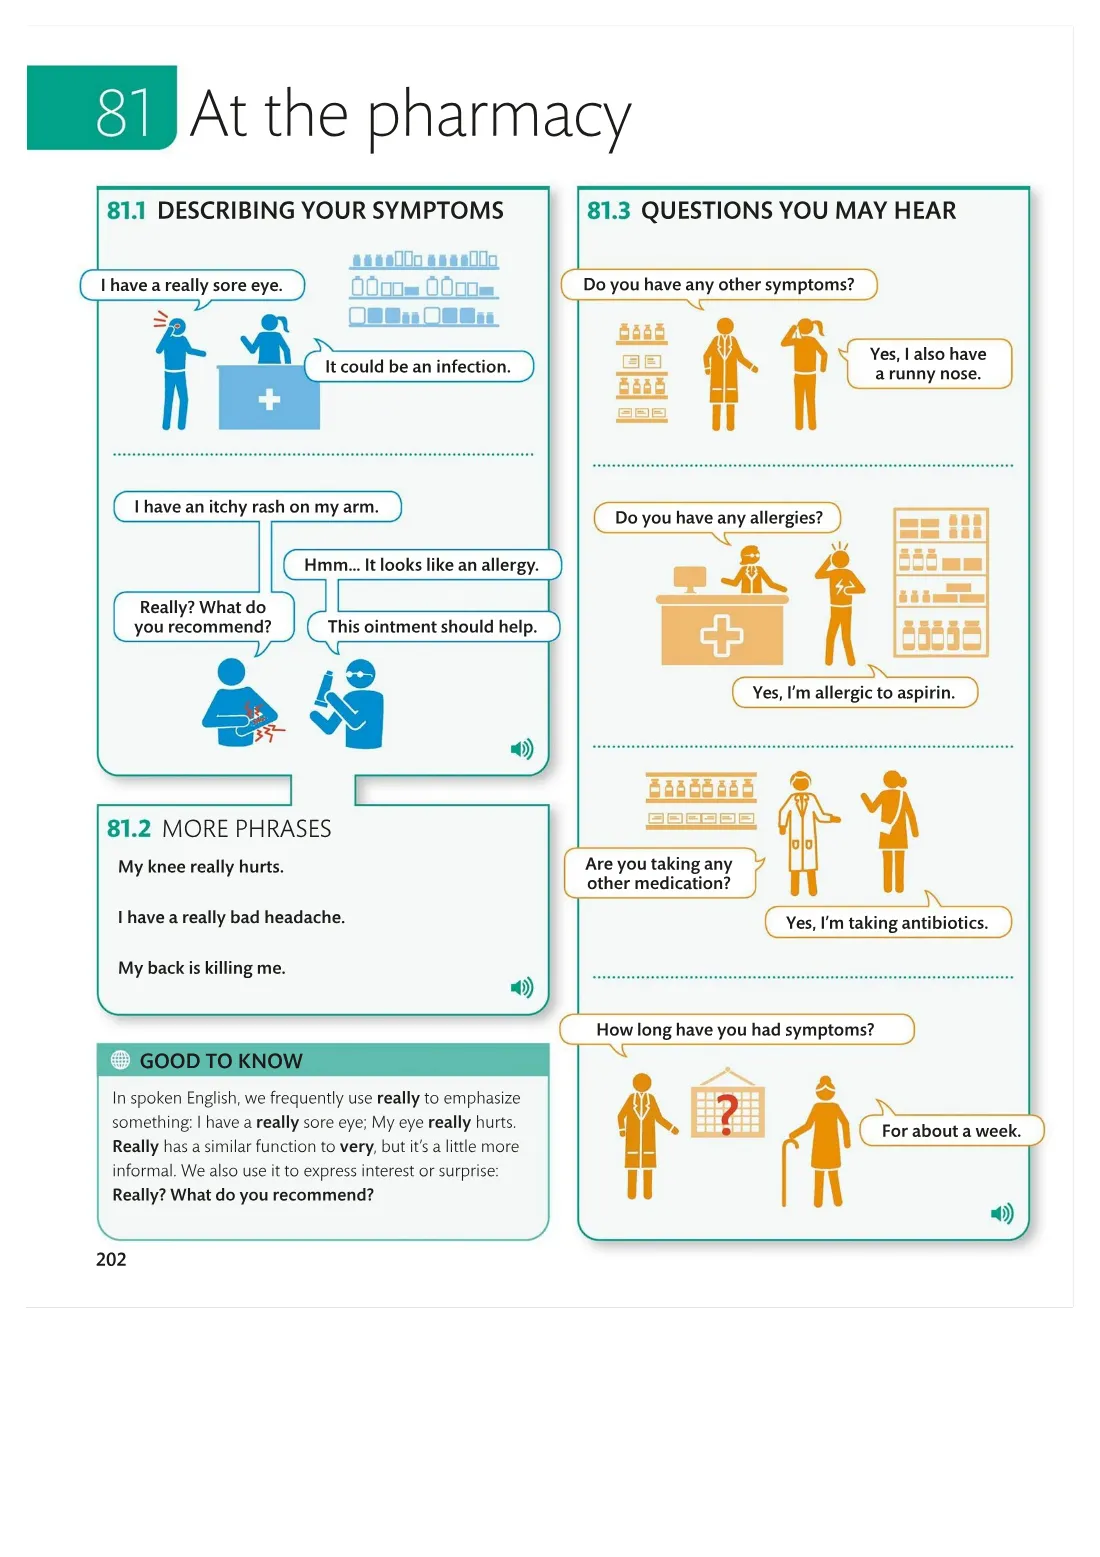 81 At the pharmacy
81.1 DESCRIBING YOUR SYMPTOMS
I have a really sore eye.
It could be an infection.
I have an itchy rash on my arm.
Hmm... It looks like an allergy.
Really? What do
you recommend?
This ointment should help.
81.2 MORE PHRASES
My knee really hurts.
I have a really bad headache.
My back is killing me.
GOOD TO KNOW
In spoken English, we frequently use really to emphasize
something: I have a really sore eye; My eye really hurts.
Really has a similar function to very, but it's a little more
informal. We also use it to express interest or surprise:
Really? What do you recommend?
81.3 QUESTIONS YOU MAY HEAR
Do you have any other symptoms?
Yes, I also have
a runny nose.
Do you have any allergies?
Yes, I'm allergic to aspirin.
Are you taking any
other medication?
Yes, I'm taking antibiotics.
How long have you had symptoms?
?
For about a week.
202